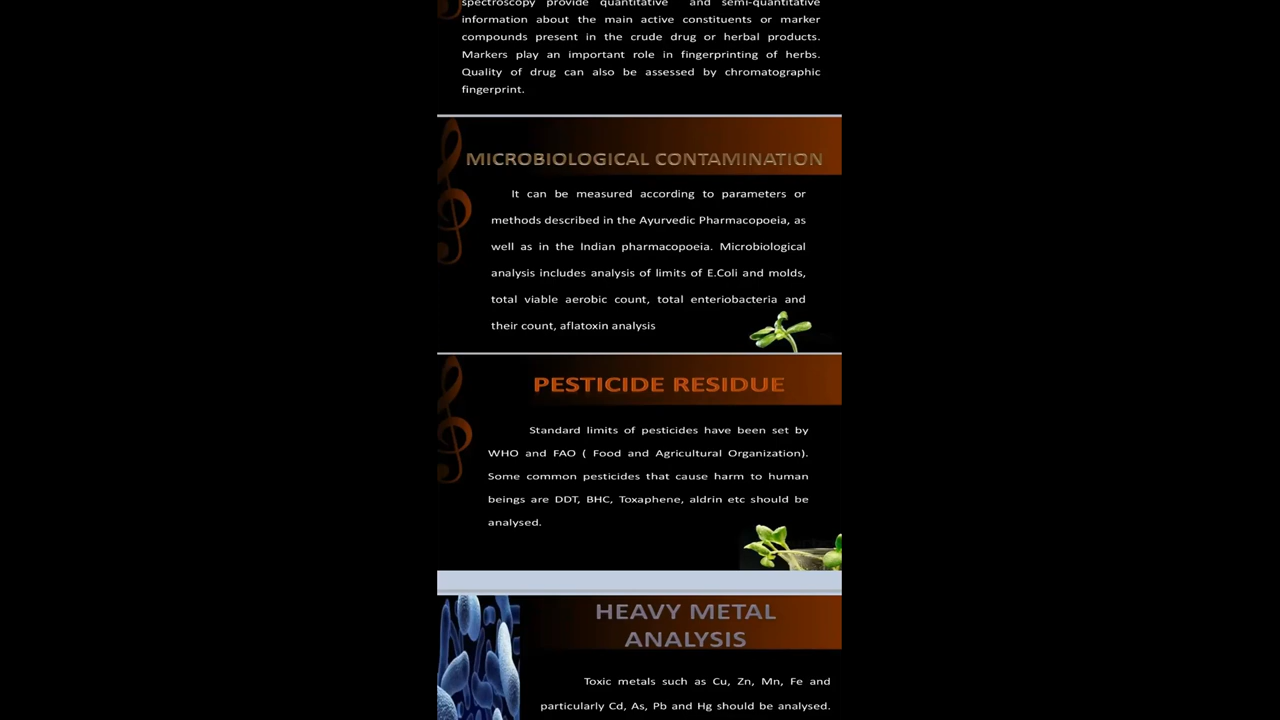 spectroscopy provide quantitative and semi-quantitative
information about the main active constituents or marker
compounds present in the crude drug or herbal products.
Markers play an important role in fingerprinting of herbs.
Quality of drug can also be assessed by chromatographic
fingerprint.
MICROBIOLOGICAL CONTAMINATION
It can be measured according to parameters or
methods described in the Ayurvedic Pharmacopoeia, as
well as in the Indian pharmacopoeia. Microbiological
analysis includes analysis of limits of E.Coli and molds,
total viable aerobic count, total enteriobacteria and
their count, aflatoxin analysis
PESTICIDE RESIDUE
Standard limits of pesticides have been set by
WHO and FAO ( Food and Agricultural Organization).
Some common pesticides that cause harm to human
beings are DDT, BHC, Toxaphene, aldrin etc should be
analysed.
HEAVY METAL
ANALYSIS
Toxic metals such as Cu, Zn, Mn, Fe and
particularly Cd, As, Pb and Hg should be analysed.